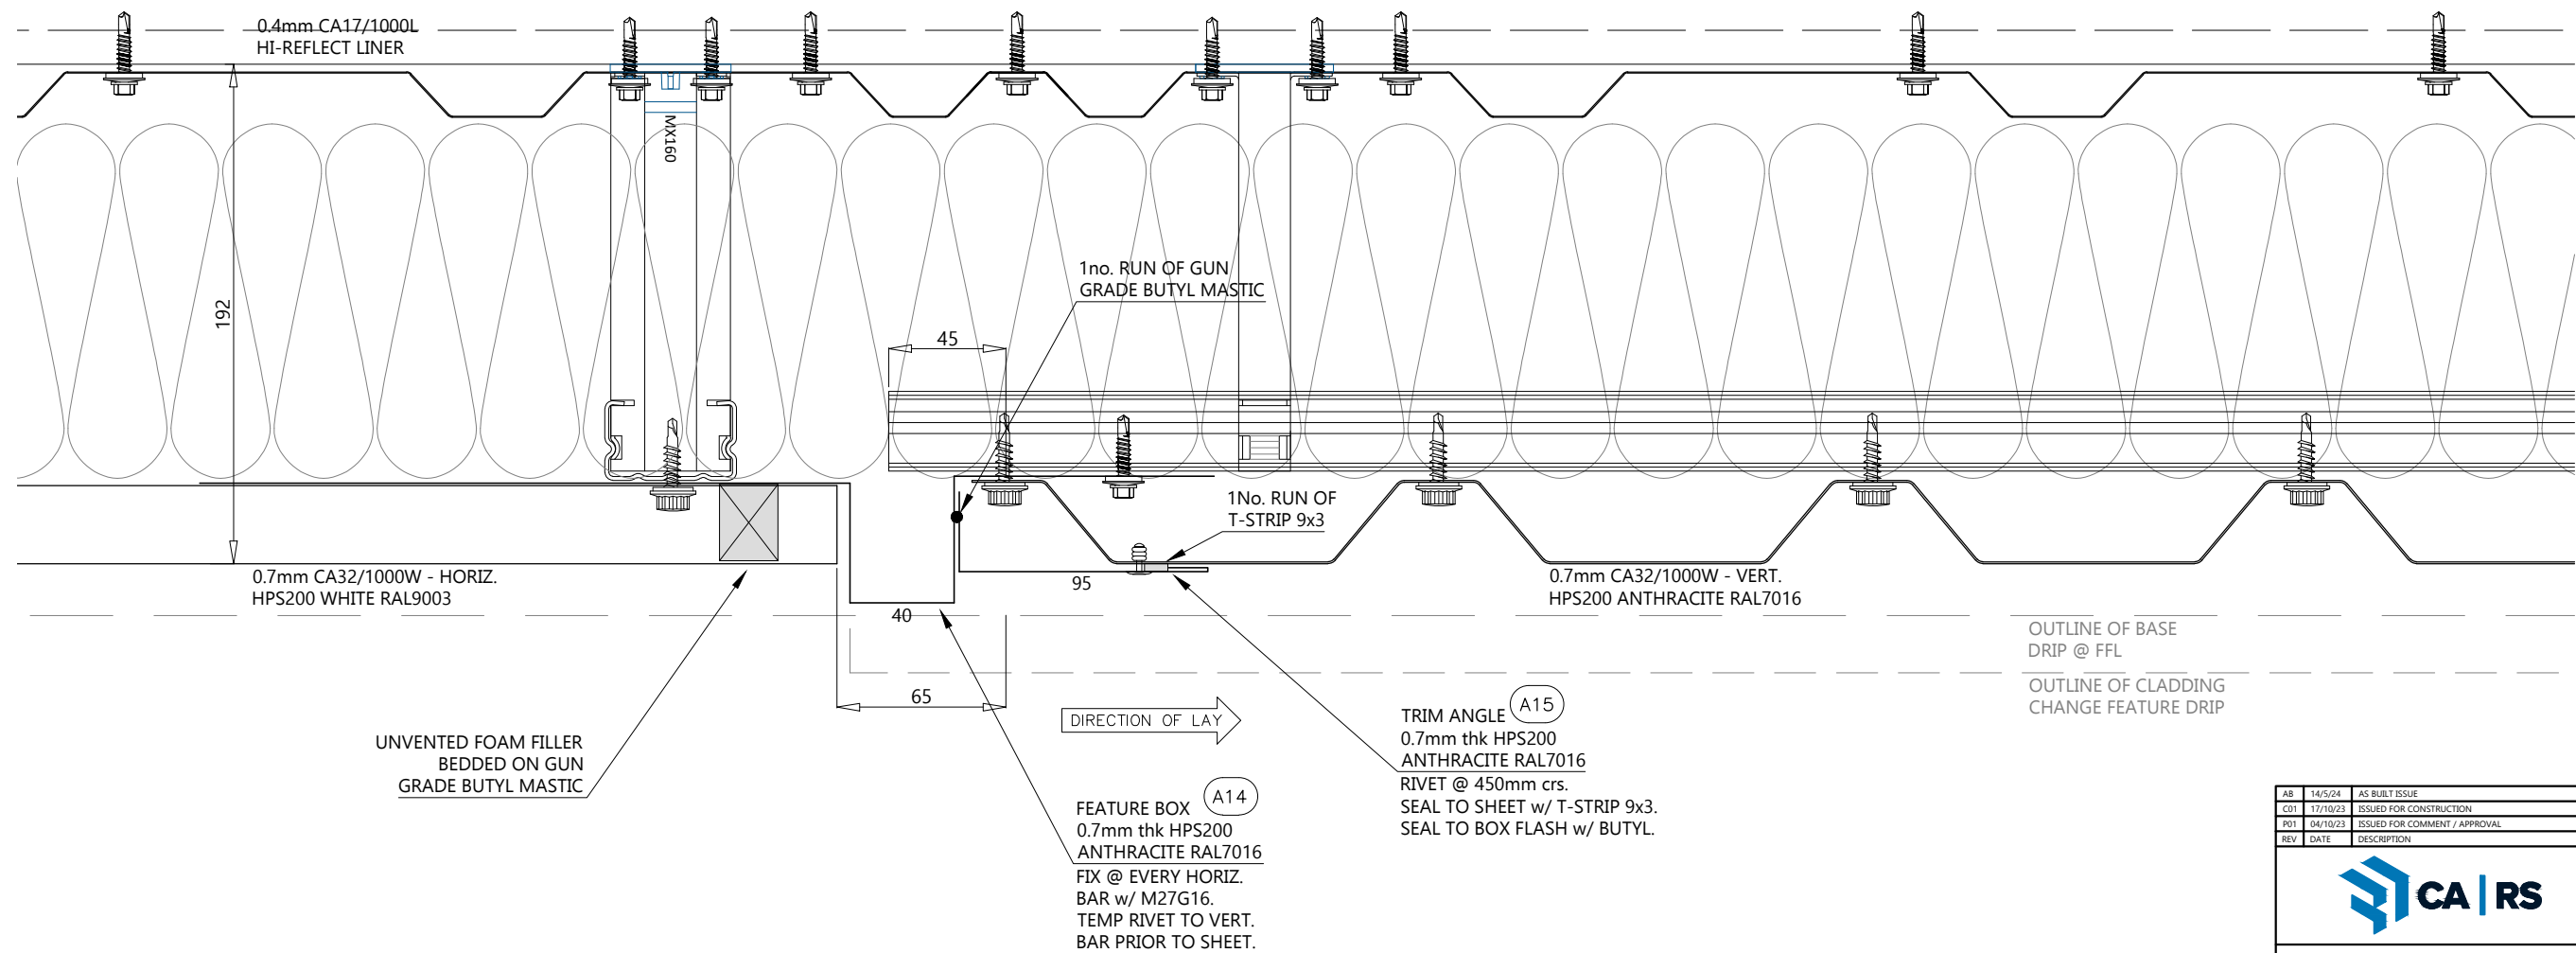 0.4mm CA17/1000L
HI-REFLECT LINER
MX160
192
1no. RUN OF GUN
GRADE BUTYL MASTIC
45
1No. RUN OF
T-STRIP 9x3
95
40
0.7mm CA32/1000W - HORIZ.
HPS200 WHITE RAL9003
0.7mm CA32/1000W - VERT.
HPS200 ANTHRACITE RAL7016
OUTLINE OF BASE
DRIP @ FFL
OUTLINE OF CLADDING
CHANGE FEATURE DRIP
65
DIRECTION OF LAY
UNVENTED FOAM FILLER
BEDDED ON GUN
GRADE BUTYL MASTIC
TRIM ANGLE A15
0.7mm thk HPS200
ANTHRACITE RAL7016
RIVET @ 450mm crs.
SEAL TO SHEET w/ T-STRIP 9x3.
SEAL TO BOX FLASH w/ BUTYL.
FEATURE BOX A14
0.7mm thk HPS200
ANTHRACITE RAL7016
FIX @ EVERY HORIZ.
BAR w/ M27G16.
TEMP RIVET TO VERT.
BAR PRIOR TO SHEET.
AB 14/5/24 AS BUILT ISSUE
C01 17/10/23 ISSUED FOR CONSTRUCTION
P01 04/10/23 ISSUED FOR COMMENT / APPROVAL
REV DATE DESCRIPTION
CA | RS